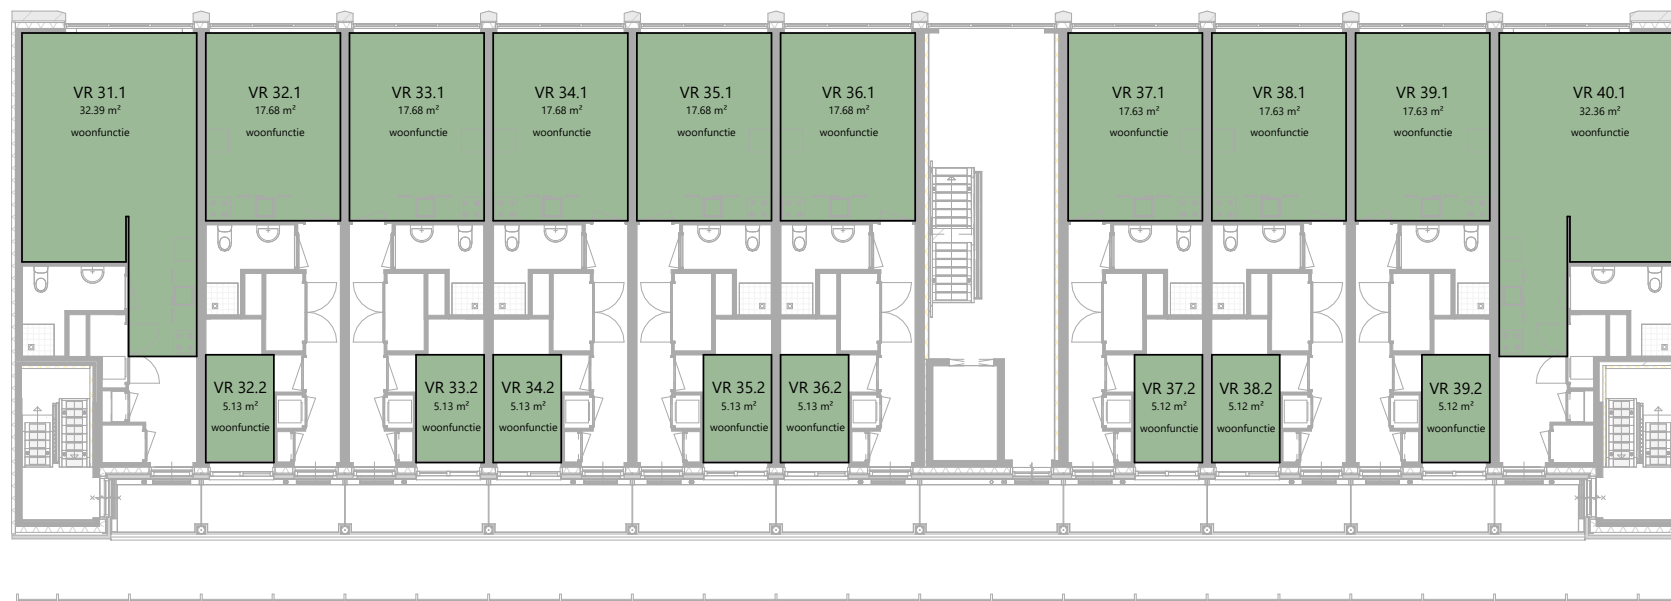 VR 31.1
32.39 m²
woonfunctie
VR 32.1
17.68 m²
woonfunctie
VR 33.1
17.68 m²
woonfunctie
VR 34.1
17.68 m²
woonfunctie
VR 35.1
17.68 m²
woonfunctie
VR 36.1
17.68 m²
woonfunctie
VR 37.1
17.63 m²
woonfunctie
VR 38.1
17.63 m²
woonfunctie
VR 39.1
17.63 m²
woonfunctie
VR 40.1
32.36 m²
woonfunctie
VR 32.2
5.13 m²
woonfunctie
VR 33.2
5.13 m²
woonfunctie
VR 34.2
5.13 m²
woonfunctie
VR 35.2
5.13 m²
woonfunctie
VR 36.2
5.13 m²
woonfunctie
VR 37.2
5.12 m²
woonfunctie
VR 38.2
5.12 m²
woonfunctie
VR 39.2
5.12 m²
woonfunctie